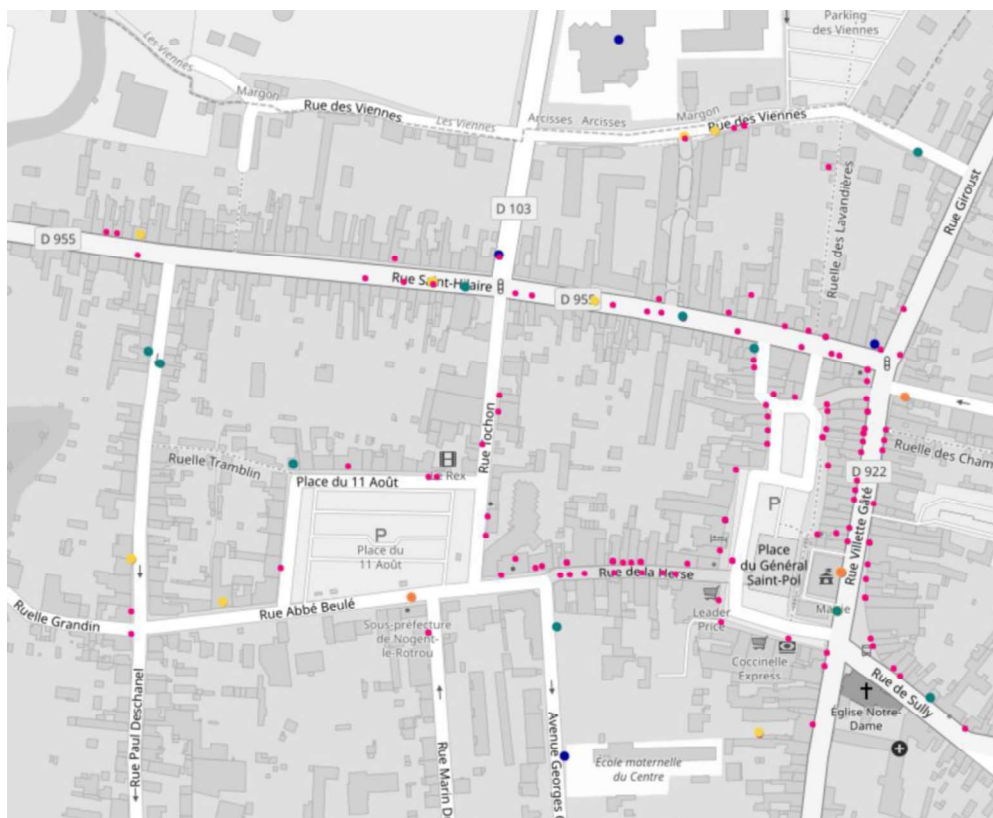 Parking
des Viennes
Les Viennes
Margon
Rue des Viennes
Les Viennes
Arcisses
Arcisses
Margon
Rue des Viennes
Rue Giroust
Ruelle des Lavandières
D 103
D 955
Rue Saint-Hilaire
D 955
Rue Tochon
Ruelle Tramblin
Rex
Place du 11 Août
P
Place du
11 Août
Ruelle des Cham
D 922
P
Rue Villette Gâté
Place
du Général
Saint-Pol
Rue de la Herse
Rue Abbé Beulé
Ruelle Grandin
Leader
Price
Mairie
Sous-préfecture
de Nogent-
le-Rotrou
Coccinelle
Express
Rue de Sully
Église Notre-
Dame
Rue Paul Deschanel
Rue Marin D
Avenue Georges
École maternelle
du Centre